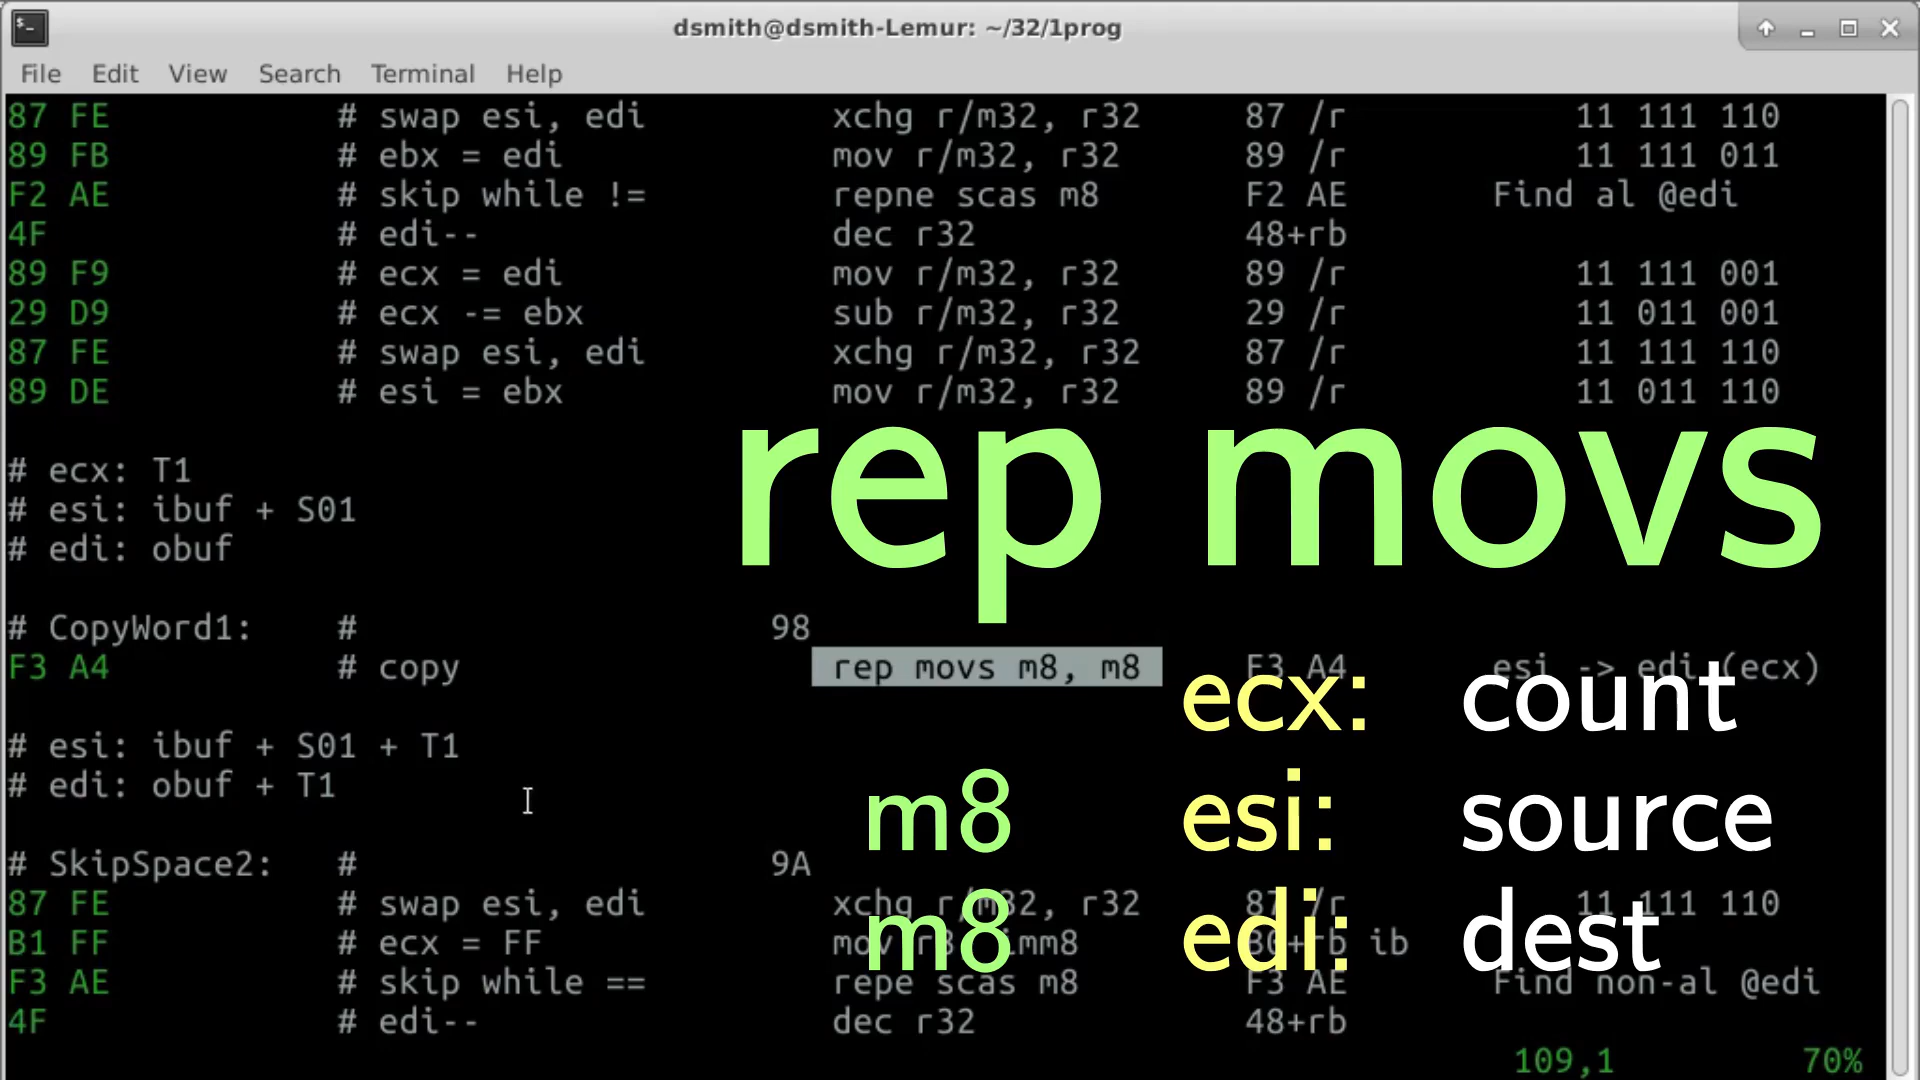 dsmith@dsmith-Lemur: ~/32/1prog
File Edit View Search Terminal Help
87 FE # swap esi, edi xchg r/m32, r32 87 /r 11 111 110
89 FB # ebx = edi mov r/m32, r32 89 /r 11 111 011
F2 AE # skip while != repne scas m8 F2 AE Find al @edi
4F # edi-- dec r32 48+rb
89 F9 # ecx = edi mov r/m32, r32 89 /r 11 111 001
29 D9 # ecx -= ebx sub r/m32, r32 29 /r 11 011 001
87 FE # swap esi, edi xchg r/m32, r32 87 /r 11 111 110
89 DE # esi = ebx mov r/m32, r32 89 /r 11 011 110
rep movs
# ecx: T1
# esi: ibuf + S01
# edi: obuf
# CopyWord1: # 98
F3 A4 # copy rep movs m8, m8 F3 A4 esi -> edi (ecx)
ecx: count
# esi: ibuf + S01 + T1
# edi: obuf + T1
m8 esi: source
# SkipSpace2: # 9A
87 FE # swap esi, edi xchg r/m32, r32 87 /r 11 111 110
m8 edi: dest
B1 FF # ecx = FF mov r8, imm8 B0+rb ib
F3 AE # skip while == repe scas m8 F3 AE Find non-al @edi
4F # edi-- dec r32 48+rb
109,1 70%